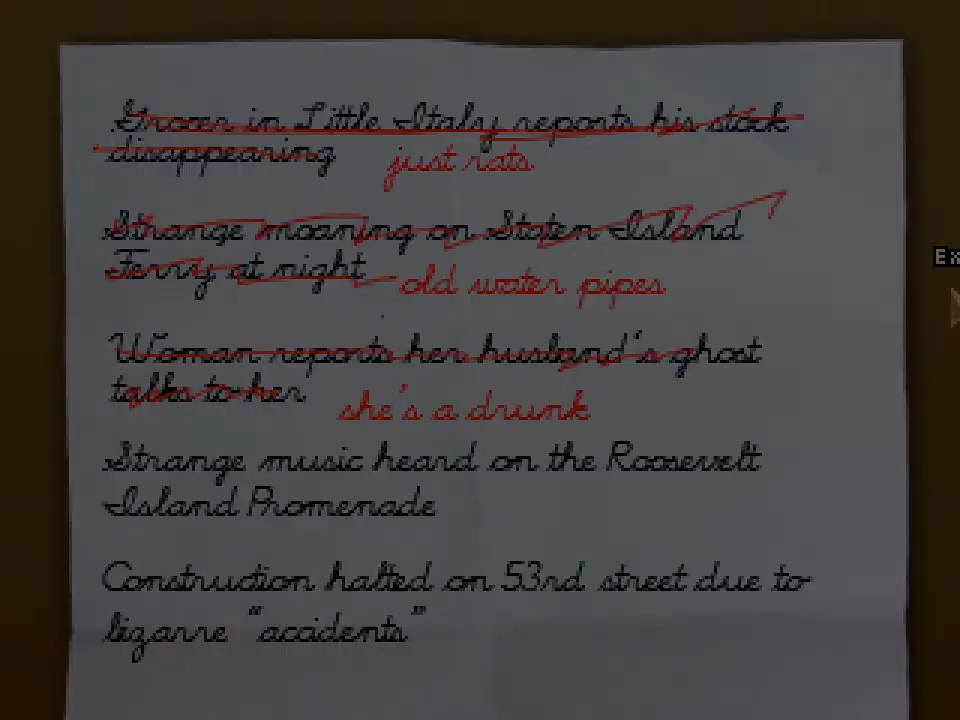 Grocer in Little Italy reports his stock
disappearing just rats
Strange moaning on Staten Island
Ferry at night old water pipes
Woman reports her husband's ghost
talks to her she's a drunk
Strange music heard on the Roosevelt
Island Promenade
Construction halted on 53rd street due to
bizarre "accidents"
Ex